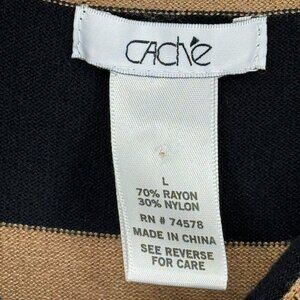 CACHÉ
L
70% RAYON
30% NYLON
RN # 74578
MADE IN CHINA
SEE REVERSE
FOR CARE